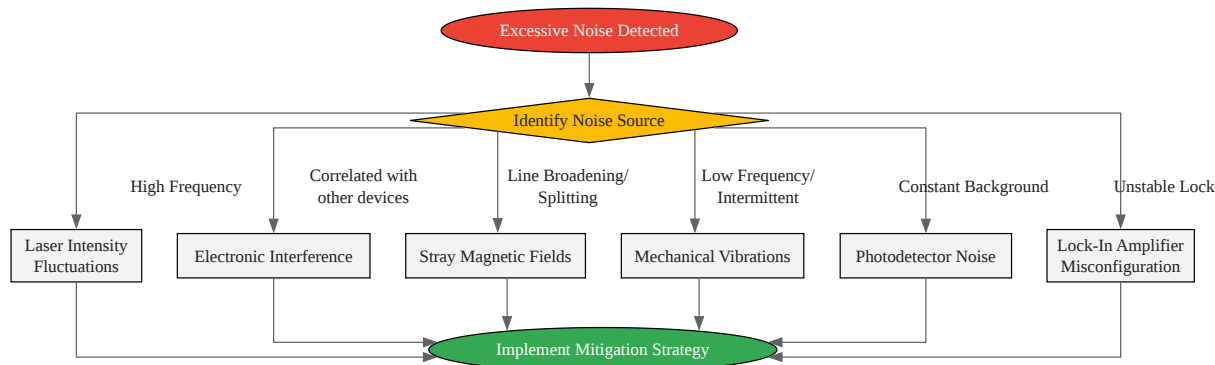 Excessive Noise Detected
Identify Noise Source
High Frequency
Correlated with
other devices
Line Broadening/
Splitting
Low Frequency/
Intermittent
Constant Background
Unstable Lock
Laser Intensity
Fluctuations
Electronic Interference
Stray Magnetic Fields
Mechanical Vibrations
Photodetector Noise
Lock-In Amplifier
Misconfiguration
Implement Mitigation Strategy